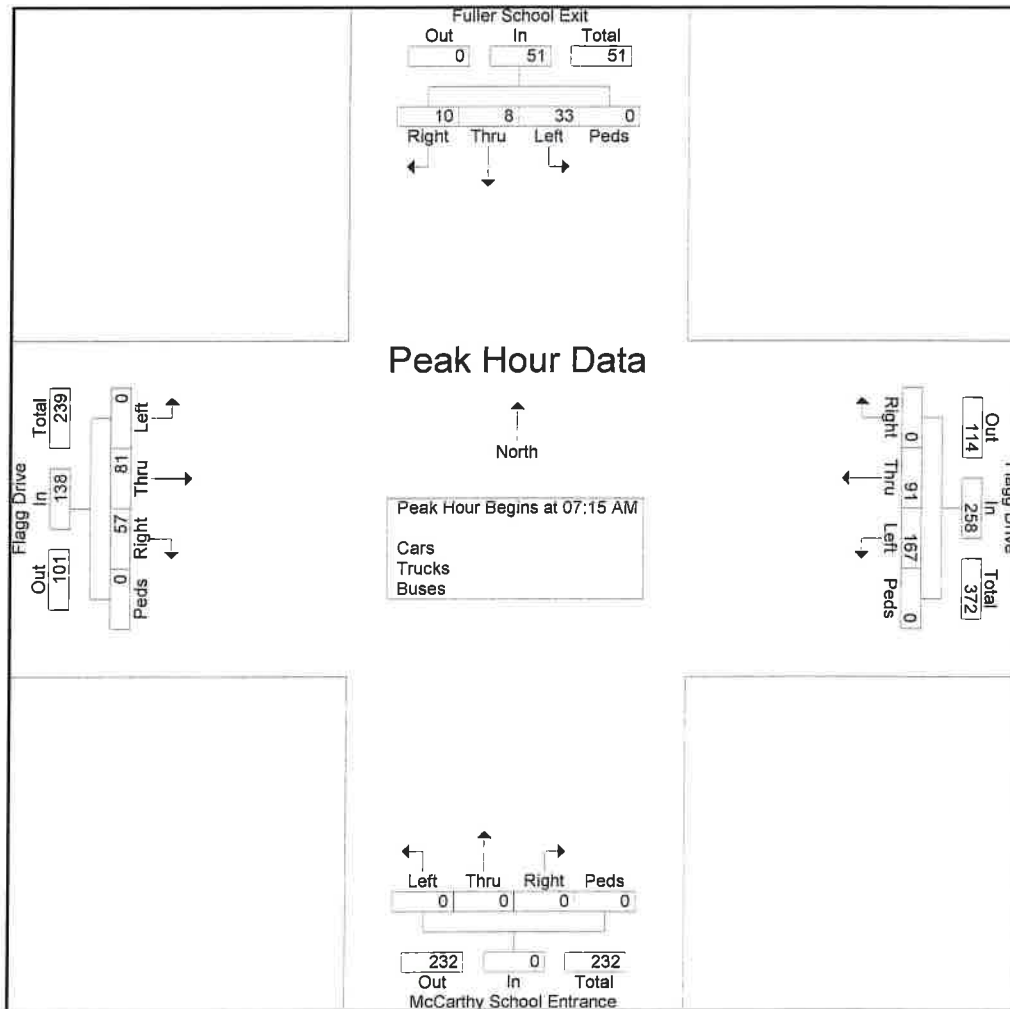 Fuller School Exit
Out In Total
0 51 51
10 8 33 0
Right Thru Left Peds
Peak Hour Data
North
Peak Hour Begins at 07:15 AM
Cars
Trucks
Buses
Flagg Drive
Out In Total
101 138 239
0 81 57 0
Left Thru Right Peds
Flagg Drive
Out In Total
114 258 372
0 91 167 0
Right Thru Left Peds
Left Thru Right Peds
0 0 0 0
232 0 232
Out In Total
McCarthy School Entrance